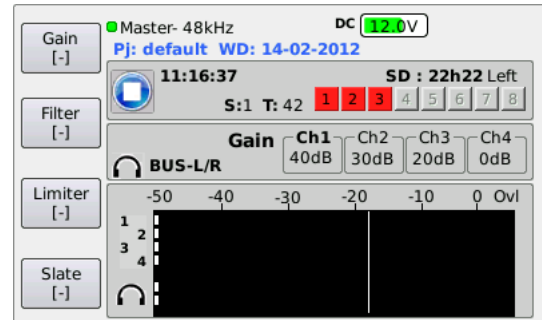 Gain
[-]
Filter
[-]
Limiter
[-]
Slate
[-]
Master- 48kHz
DC 12.0V
Pj: default WD: 14-02-2012
11:16:37
SD : 22h22 Left
S:1 T: 42 1 2 3 4 5 6 7 8
Gain Ch1 Ch2 Ch3 Ch4
BUS-L/R 40dB 30dB 20dB 0dB
-50 -40 -30 -20 -10 0 Ovl
1
2
3
4